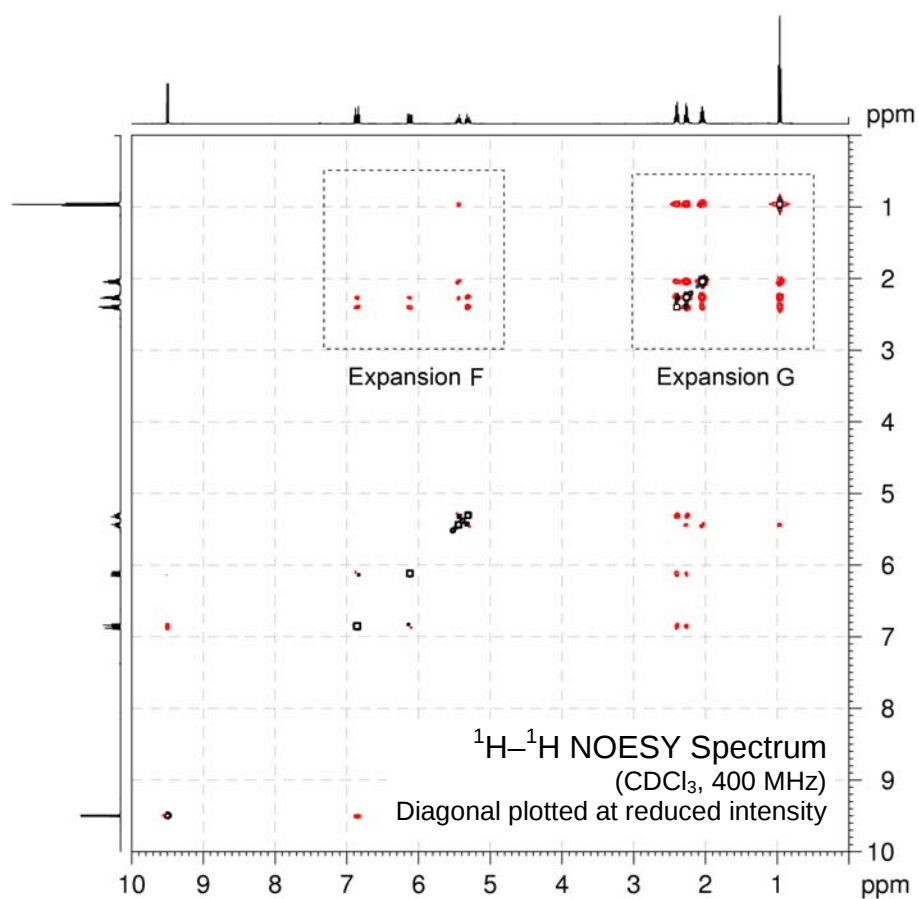 ppm
1
2
3
Expansion F
Expansion G
4
5
6
7
8
¹H–¹H NOESY Spectrum
(CDCl₃, 400 MHz)
9
Diagonal plotted at reduced intensity
10
10 9 8 7 6 5 4 3 2 1 ppm